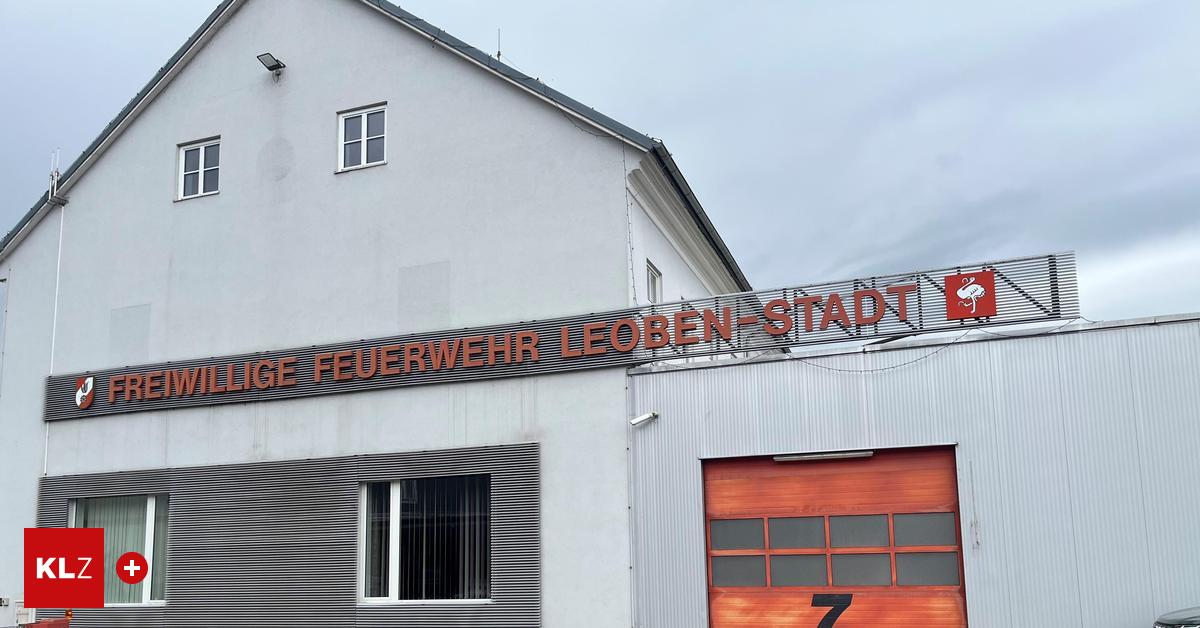 FREIWILLIGE FEUERWEHR LEOBEN-STADT
7
KLZ +